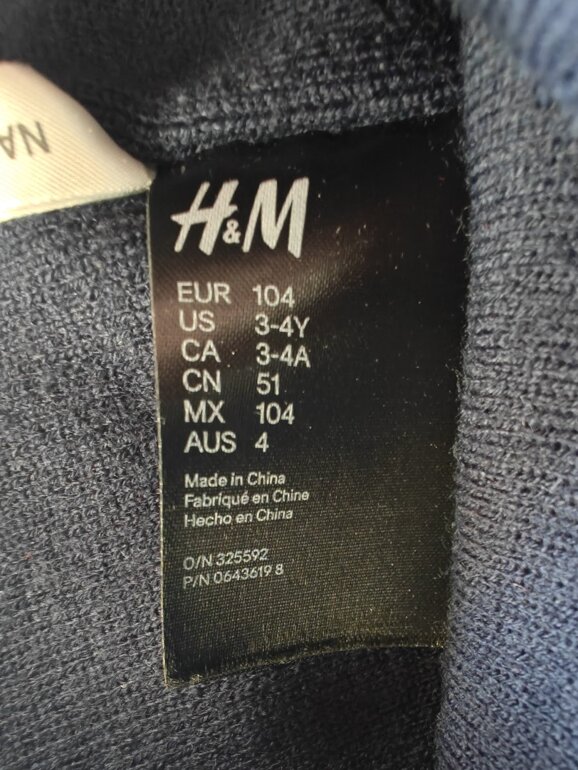 H&M
EUR 104
US 3-4Y
CA 3-4A
CN 51
MX 104
AUS 4
Made in China
Fabriqué en Chine
Hecho en China
O/N 325592
P/N 0643619 8
NA